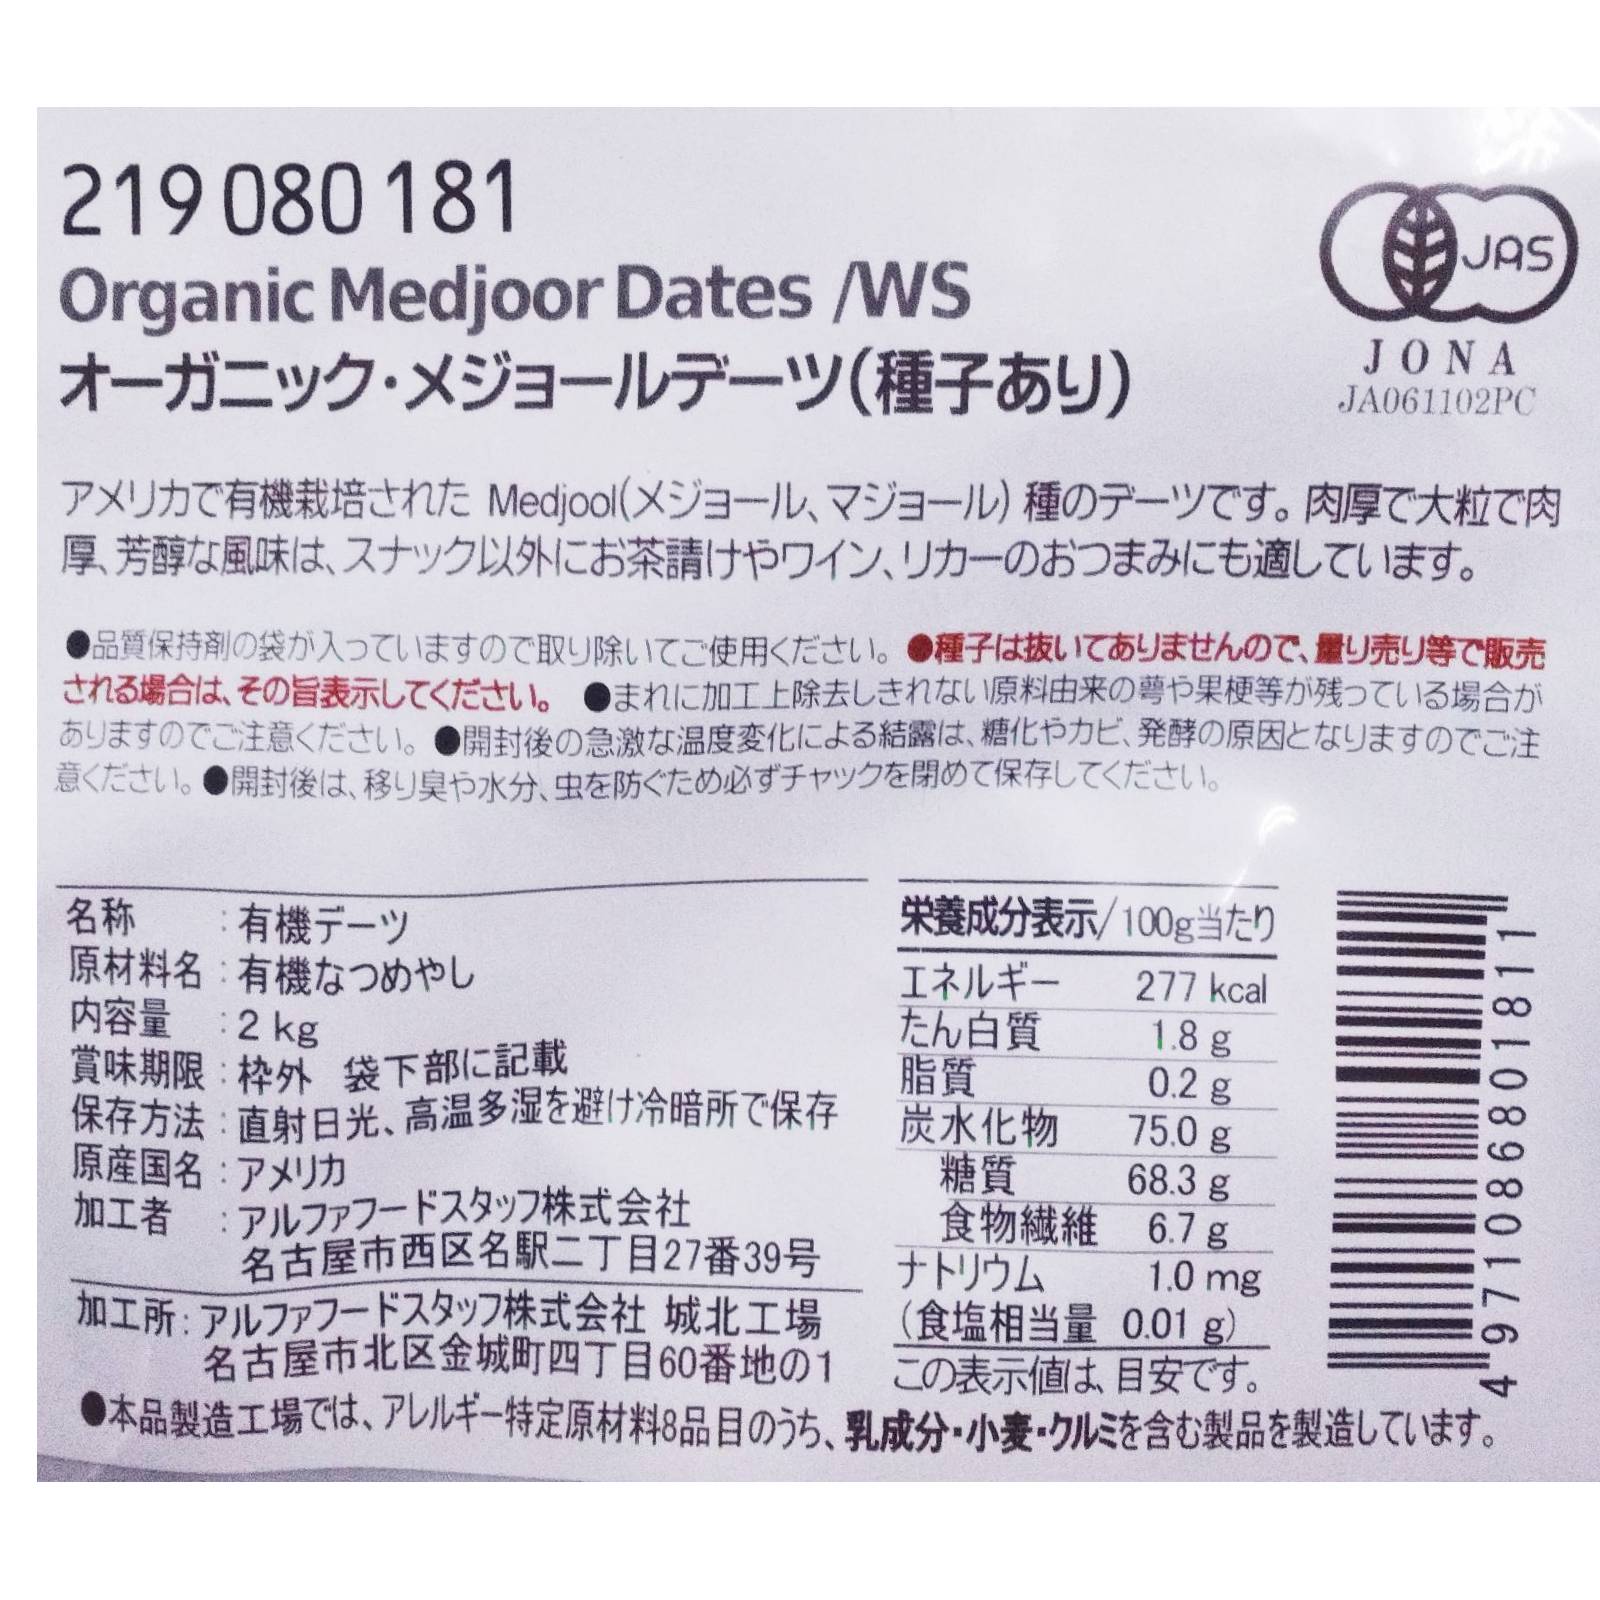 219 080 181
Organic Medjoor Dates /WS
オーガニック・メジョールデーツ(種子あり)
JAS
JONA
JA061102PC
アメリカで有機栽培された Medjool(メジョール、マジョール) 種のデーツです。肉厚で大粒で肉
厚、芳醇な風味は、スナック以外にお茶請けやワイン、リカーのおつまみにも適しています。
●品質保持剤の袋が入っていますので取り除いてご使用ください。●種子は抜いてありませんので、量り売り等で販売
される場合は、その旨表示してください。 ●まれに加工上除去しきれない原料由来の萼や果梗等が残っている場合が
ありますのでご注意ください。●開封後の急激な温度変化による結露は、糖化やカビ、発酵の原因となりますのでご注
意ください。●開封後は、移り臭や水分、虫を防ぐため必ずチャックを閉めて保存してください。
名称 : 有機デーツ
原材料名 : 有機なつめやし
内容量 : 2 kg
賞味期限 : 枠外 袋下部に記載
保存方法 : 直射日光、高温多湿を避け冷暗所で保存
原産国名 : アメリカ
加工者 : アルファフードスタッフ株式会社
名古屋市西区名駅二丁目27番39号
加工所: アルファフードスタッフ株式会社 城北工場
名古屋市北区金城町四丁目60番地の1
栄養成分表示/100g当たり
エネルギー 277 kcal
たん白質 1.8 g
脂質 0.2 g
炭水化物 75.0 g
糖質 68.3 g
食物繊維 6.7 g
ナトリウム 1.0 mg
(食塩相当量 0.01 g)
この表示値は、目安です。
4971086801811
●本品製造工場では、アレルギー特定原材料8品目のうち、乳成分・小麦・クルミを含む製品を製造しています。